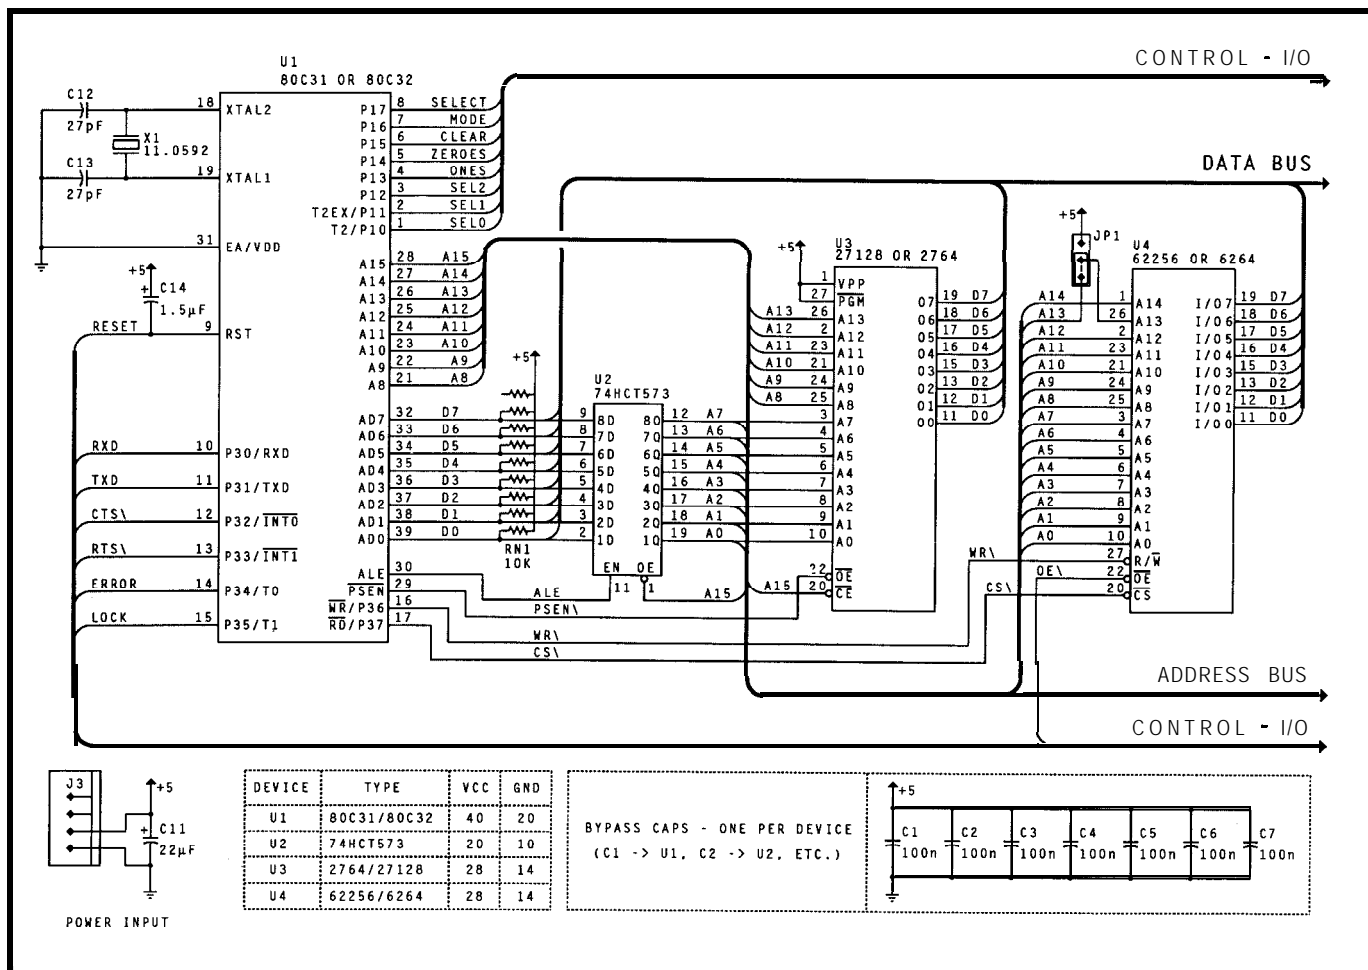 CONTROL - I/O
U1
80C31 OR 80C32
C12
27pF
X1
11.0592
C13
27pF
18 XTAL2
19 XTAL1
31 EA/VDD
+5
C14
1.5µF
RESET 9 RST
RXD 10 P30/RXD
TXD 11 P31/TXD
CTS\ 12 P32/INT0
RTS\ 13 P33/INT1
ERROR 14 P34/T0
LOCK 15 P35/T1
P17 8 SELECT
P16 7 MODE
P15 6 CLEAR
P14 5 ZEROES
P13 4 ONES
P12 3 SEL2
T2EX/P11 2 SEL1
T2/P10 1 SEL0
A15 28 A15
A14 27 A14
A13 26 A13
A12 25 A12
A11 24 A11
A10 23 A10
A9 22 A9
A8 21 A8
AD7 32 D7
AD6 33 D6
AD5 34 D5
AD4 35 D4
AD3 36 D3
AD2 37 D2
AD1 38 D1
AD0 39 D0
ALE 30
PSEN 29
WR/P36 16
RD/P37 17
ALE
PSEN\
WR\
CS\
+5
RN1
10K
U2
74HCT573
9 8D 8Q 12 A7
8 7D 7Q 13 A6
7 6D 6Q 14 A5
6 5D 5Q 15 A4
5 4D 4Q 16 A3
4 3D 3Q 17 A2
3 2D 2Q 18 A1
2 1D 1Q 19 A0
EN OE
11 1 A15
DATA BUS
+5
U3
27128 OR 2764
1 VPP
27 PGM
A13 26 A13
A12 2 A12
A11 23 A11
A10 21 A10
A9 24 A9
A8 25 A8
3 A7
4 A6
5 A5
6 A4
7 A3
8 A2
9 A1
10 A0
22 OE
A15 20 CE
O7 19 D7
O6 18 D6
O5 17 D5
O4 16 D4
O3 15 D3
O2 13 D2
O1 12 D1
O0 11 D0
+5
JP1
U4
62256 OR 6264
A14 1 A14
A13 26 A13
A12 2 A12
A11 23 A11
A10 21 A10
A9 24 A9
A8 25 A8
A7 3 A7
A6 4 A6
A5 5 A5
A4 6 A4
A3 7 A3
A2 8 A2
A1 9 A1
A0 10 A0
WR\ 27 R/W
OE\ 22 OE
CS\ 20 CS
I/O7 19 D7
I/O6 18 D6
I/O5 17 D5
I/O4 16 D4
I/O3 15 D3
I/O2 13 D2
I/O1 12 D1
I/O0 11 D0
ADDRESS BUS
CONTROL - I/O
J3
+5
C11
22µF
POWER INPUT
DEVICE TYPE VCC GND
U1 80C31/80C32 40 20
U2 74HCT573 20 10
U3 2764/27128 28 14
U4 62256/6264 28 14
BYPASS CAPS - ONE PER DEVICE
(C1 -> U1, C2 -> U2, ETC.)
+5
C1 C2 C3 C4 C5 C6 C7
100n 100n 100n 100n 100n 100n 100n